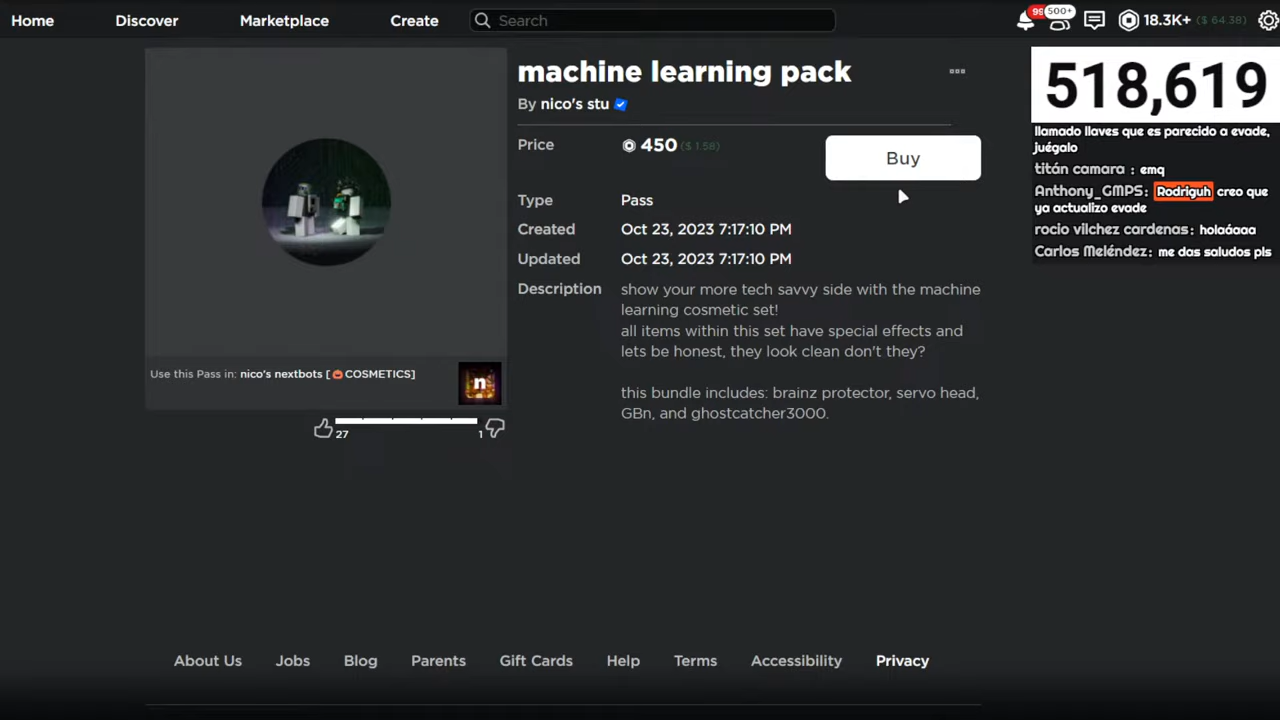 Home
Discover
Marketplace
Create
Search
99
500+
18.3K+ ($ 64.38)
machine learning pack
By nico's stu
Price
450 ($ 1.58)
Buy
Type
Pass
Created
Oct 23, 2023 7:17:10 PM
Updated
Oct 23, 2023 7:17:10 PM
Description
show your more tech savvy side with the machine
learning cosmetic set!
all items within this set have special effects and
lets be honest, they look clean don't they?
this bundle includes: brainz protector, servo head,
GBn, and ghostcatcher3000.
Use this Pass in: nico's nextbots [🎃COSMETICS]
n
27
1
518,619
llamado llaves que es parecido a evade,
juégalo
titán camara : emq
Anthony_GMPS: Rodriguh creo que
ya actualizo evade
rocio vilchez cardenas: holaáaaa
Carlos Meléndez: me das saludos pls
About Us
Jobs
Blog
Parents
Gift Cards
Help
Terms
Accessibility
Privacy